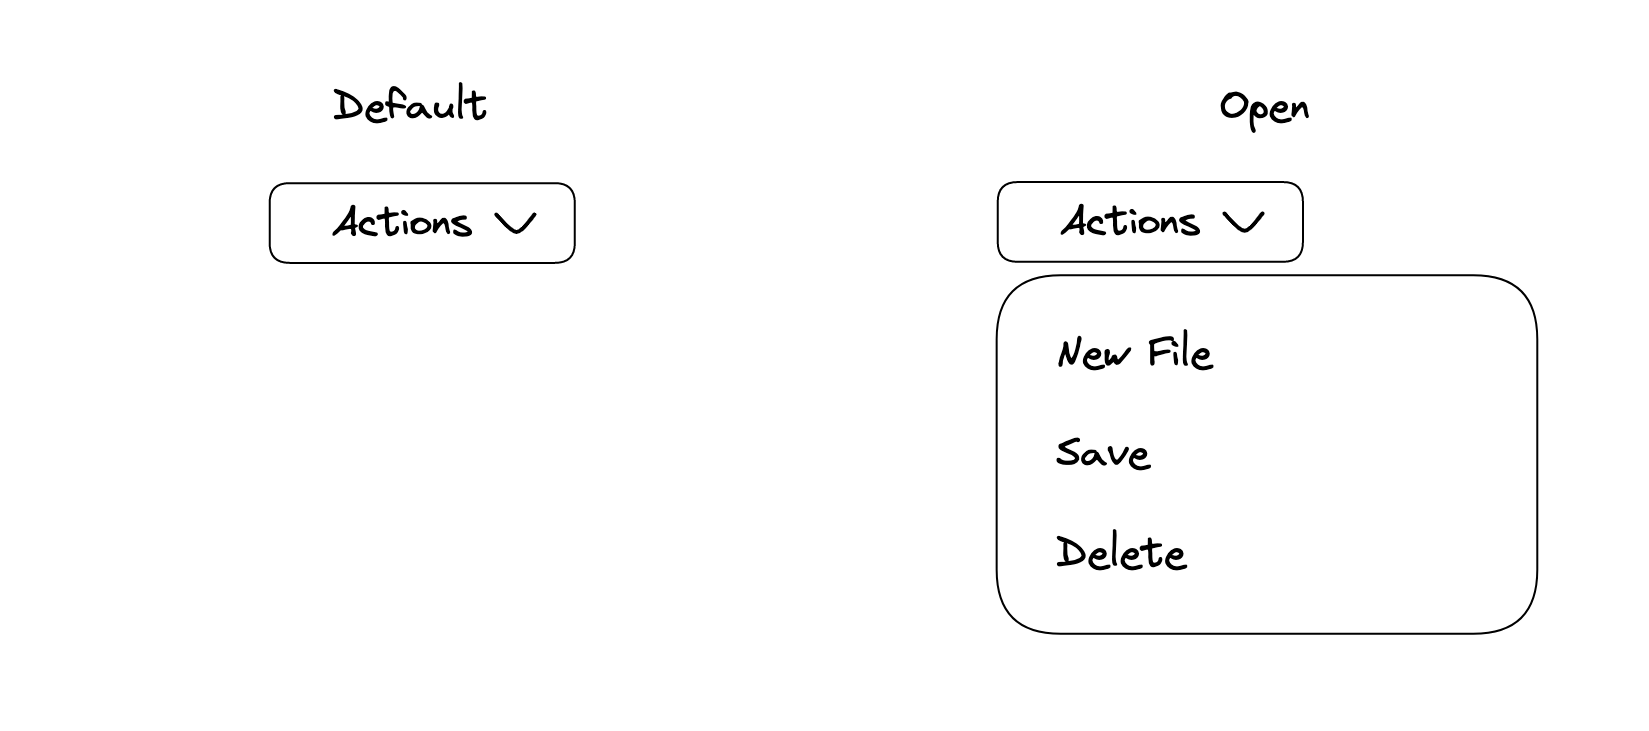 Default
Open
Actions
Actions
New File
Save
Delete